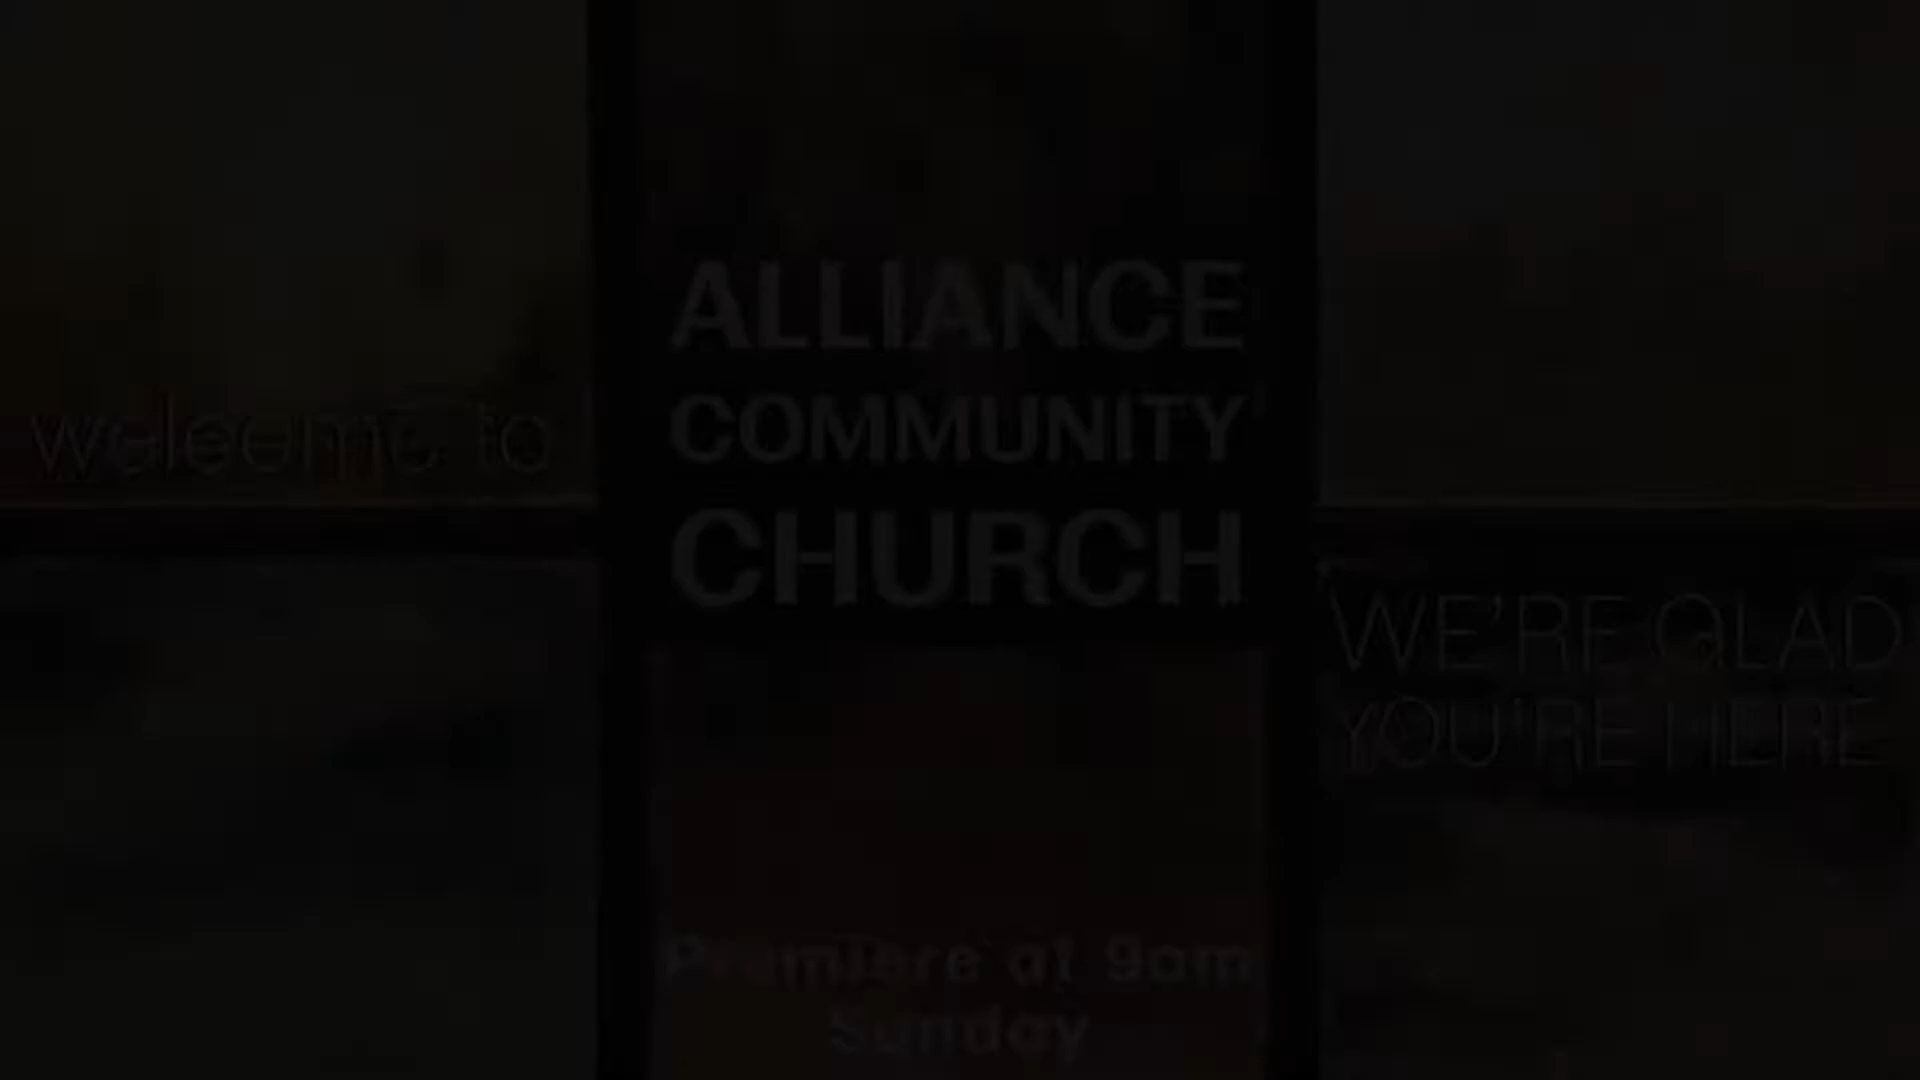 welcome to
ALLIANCE
COMMUNITY
CHURCH
WE'RE GLAD
YOU'RE HERE
Premiere at 9am
Sunday